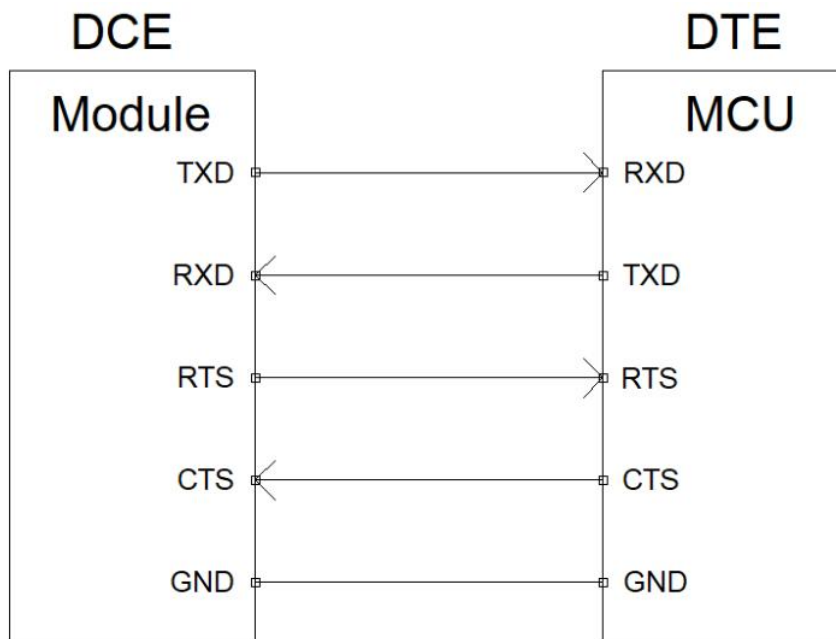 DCE DTE
Module MCU
TXD RXD
RXD TXD
RTS RTS
CTS CTS
GND GND